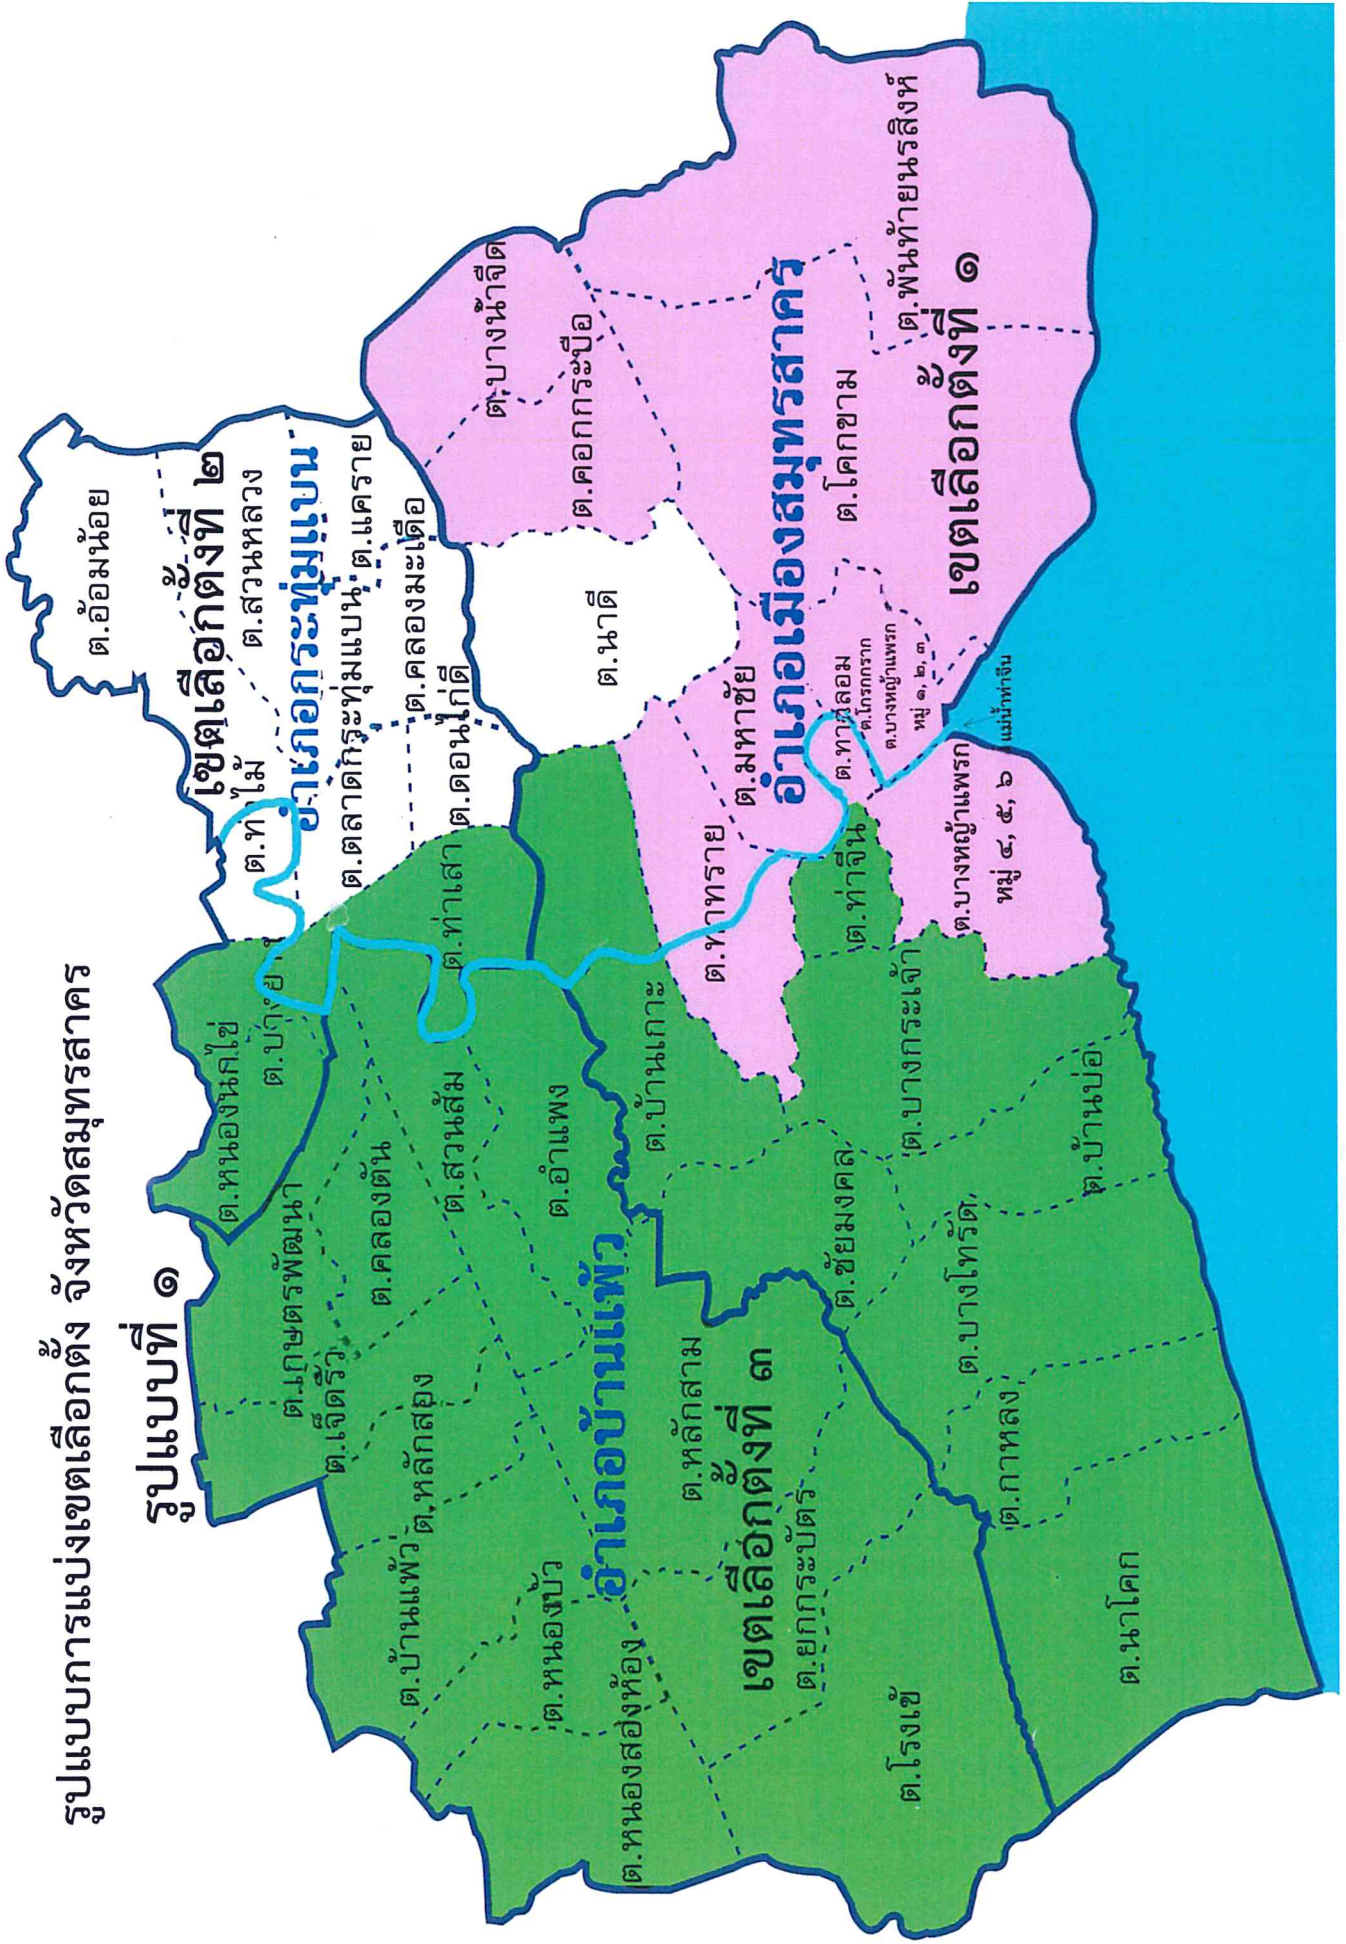 รูปแบบการแบ่งเขตเลือกตั้ง จังหวัดสมุทรสาคร
รูปแบบที่ ๑
ต.อ้อมน้อย
เขตเลือกตั้งที่ ๒
ต.สวนหลวง
ต.ท่าไม้
อำเภอกระทุ่มแบน
ต.แคราย
ต.ตลาดกระทุ่มแบน
ต.คลองมะเดื่อ
ต.ดอนไก่ดี
ต.หนองนกไข่
ต.บางยาง
ต.ท่าเสา
ต.เกษตรพัฒนา
ต.เจ็ดริ้ว
ต.คลองตัน
ต.สวนส้ม
ต.อำแพง
ต.หลักสอง
ต.บ้านแพ้ว
ต.หนองบัว
ต.หนองสองห้อง
อำเภอบ้านแพ้ว
ต.หลักสาม
เขตเลือกตั้งที่ ๓
ต.ยกกระบัตร
ต.โรงเข้
ต.บางน้ำจืด
ต.คอกกระบือ
ต.นาดี
ต.บ้านเกาะ
ต.ท่าทราย
ต.มหาชัย
อำเภอเมืองสมุทรสาคร
ต.พันท้ายนรสิงห์
ต.โคกขาม
เขตเลือกตั้งที่ ๑
ต.ท่าฉลอม
ต.โกรกกราก
ต.บางหญ้าแพรก
หมู่ ๑, ๒, ๓
แม่น้ำท่าจีน
ต.ท่าจีน
ต.บางหญ้าแพรก
หมู่ ๔, ๕, ๖
ต.บางกระเจ้า
ต.ชัยมงคล
ต.บ้านบ่อ
ต.บางโทรัด
ต.กาหลง
ต.นาโคก